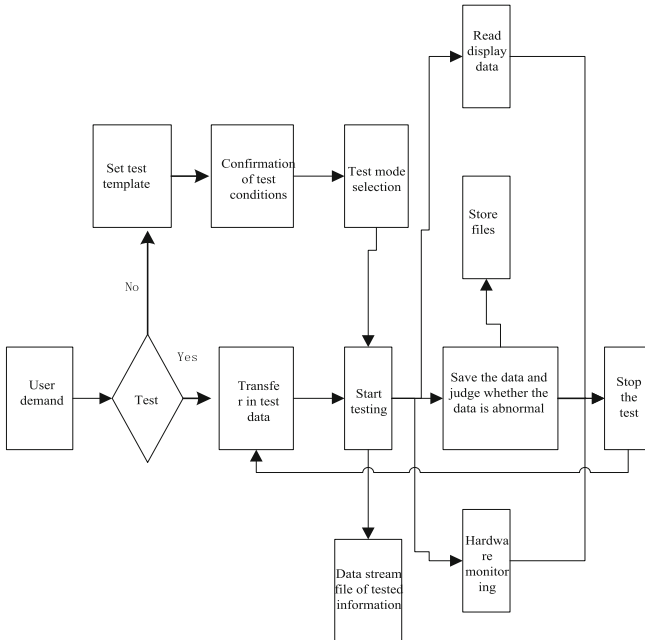 Read
display
data
Set test
template
Confirmation
of test
conditions
Test mode
selection
Store
files
No
Yes
User
demand
Test
Transfe
r in test
data
Start
testing
Save the data and
judge whether the
data is abnormal
Stop
the
test
Data stream
file of tested
information
Hardwa
re
monitor
ing